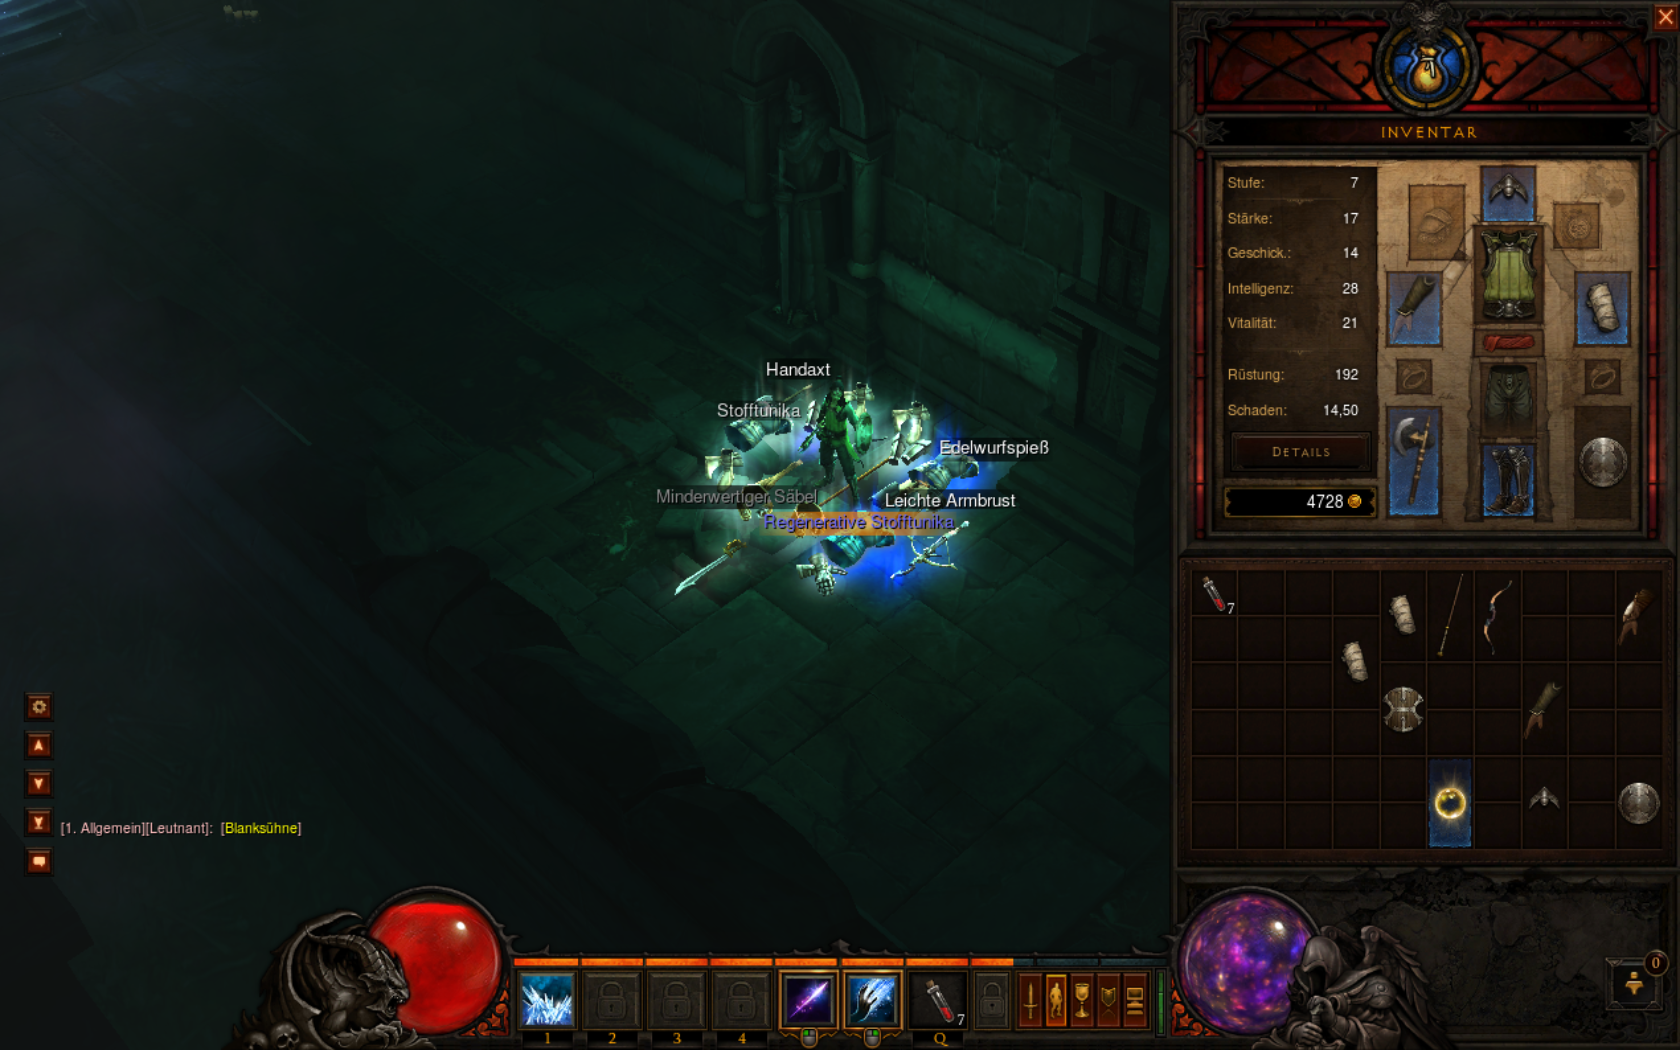 INVENTAR
Stufe: 7
Stärke: 17
Geschick.: 14
Intelligenz: 28
Vitalität: 21
Rüstung: 192
Schaden: 14,50
DETAILS
4728
Handaxt
Stofftunika
Edelwurfspieß
Minderwertiger Säbel
Leichte Armbrust
Regenerative Stofftunika
7
[1. Allgemein][Leutnant]: [Blanksühne]
7
0
1 2 3 4 Q